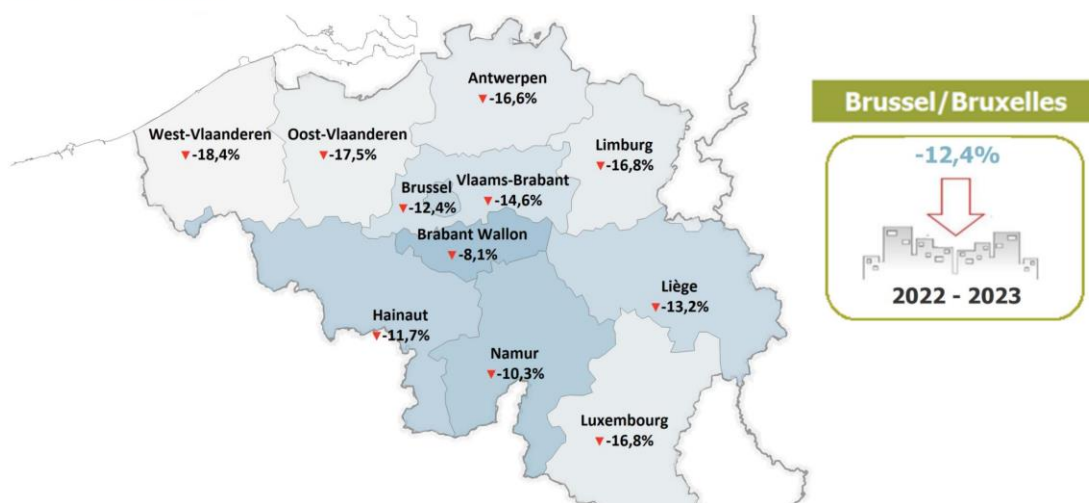 Antwerpen
▼-16,6%
West-Vlaanderen
▼-18,4%
Oost-Vlaanderen
▼-17,5%
Limburg
▼-16,8%
Brussel
▼-12,4%
Vlaams-Brabant
▼-14,6%
Brabant Wallon
▼-8,1%
Liège
▼-13,2%
Hainaut
▼-11,7%
Namur
▼-10,3%
Luxembourg
▼-16,8%
Brussel/Bruxelles
-12,4%
2022 - 2023